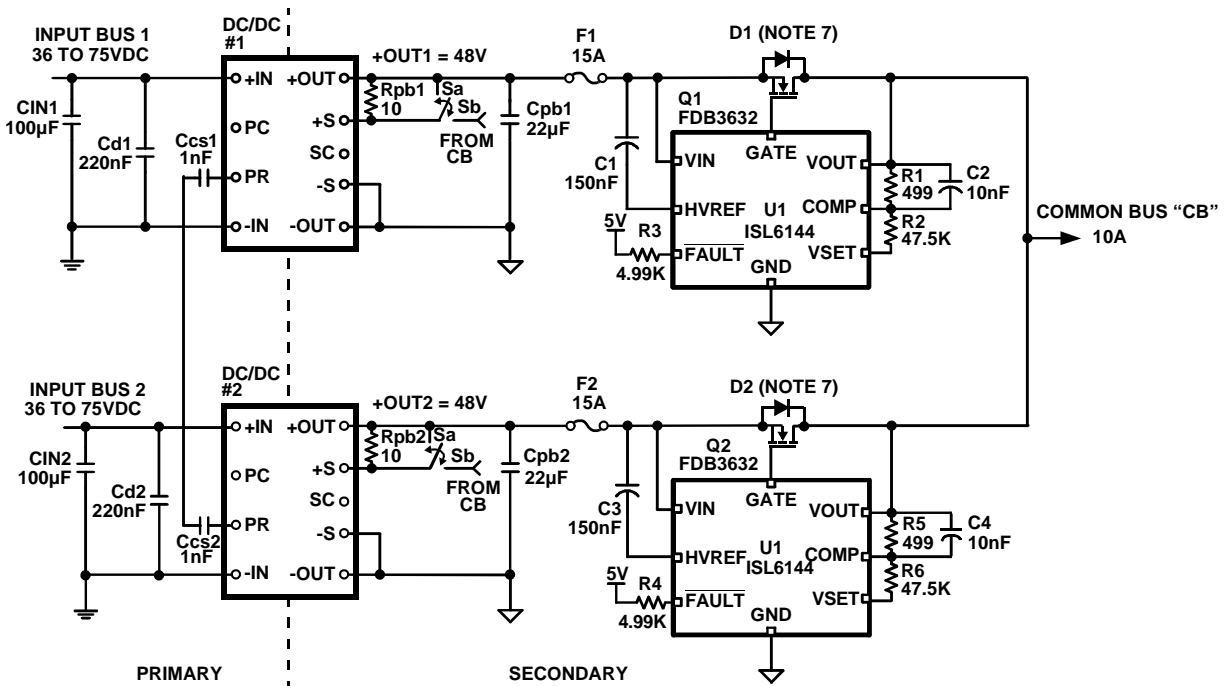 INPUT BUS 1
36 TO 75VDC
DC/DC
#1
+OUT1 = 48V
F1
15A
D1 (NOTE 7)
CIN1
100µF
Cd1
220nF
Ccs1
1nF
+IN
PC
PR
-IN
+OUT
+S
SC
-S
-OUT
Rpb1
10
Sa
Sb
FROM
CB
Cpb1
22µF
C1
150nF
Q1
FDB3632
GATE
VIN
HVREF
FAULT
VOUT
COMP
VSET
U1
ISL6144
GND
5V
R3
4.99K
R1
499
C2
10nF
R2
47.5K
COMMON BUS “CB”
10A
INPUT BUS 2
36 TO 75VDC
DC/DC
#2
+OUT2 = 48V
F2
15A
D2 (NOTE 7)
CIN2
100µF
Cd2
220nF
Ccs2
1nF
+IN
PC
PR
-IN
+OUT
+S
SC
-S
-OUT
Rpb2
10
Sa
Sb
FROM
CB
Cpb2
22µF
C3
150nF
Q2
FDB3632
GATE
VIN
HVREF
FAULT
VOUT
COMP
VSET
U1
ISL6144
GND
5V
R4
4.99K
R5
499
C4
10nF
R6
47.5K
PRIMARY
SECONDARY